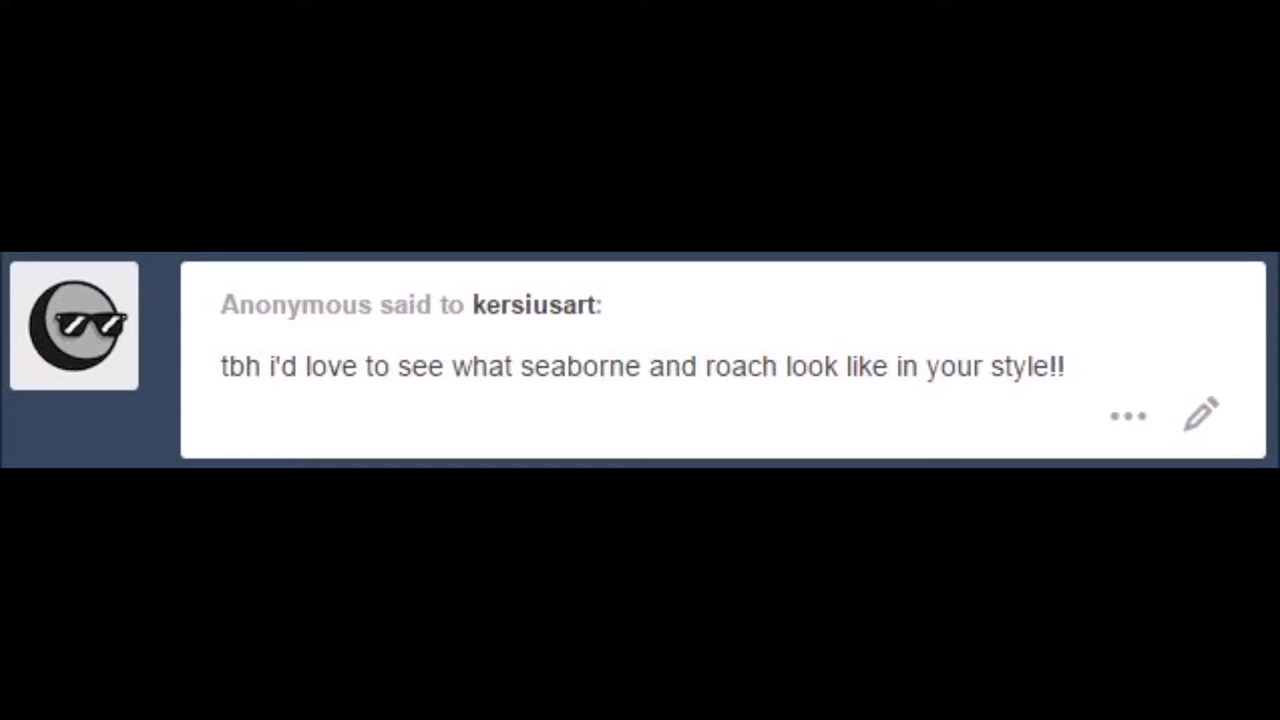 Anonymous said to kersiusart:
tbh i'd love to see what seaborne and roach look like in your style!!